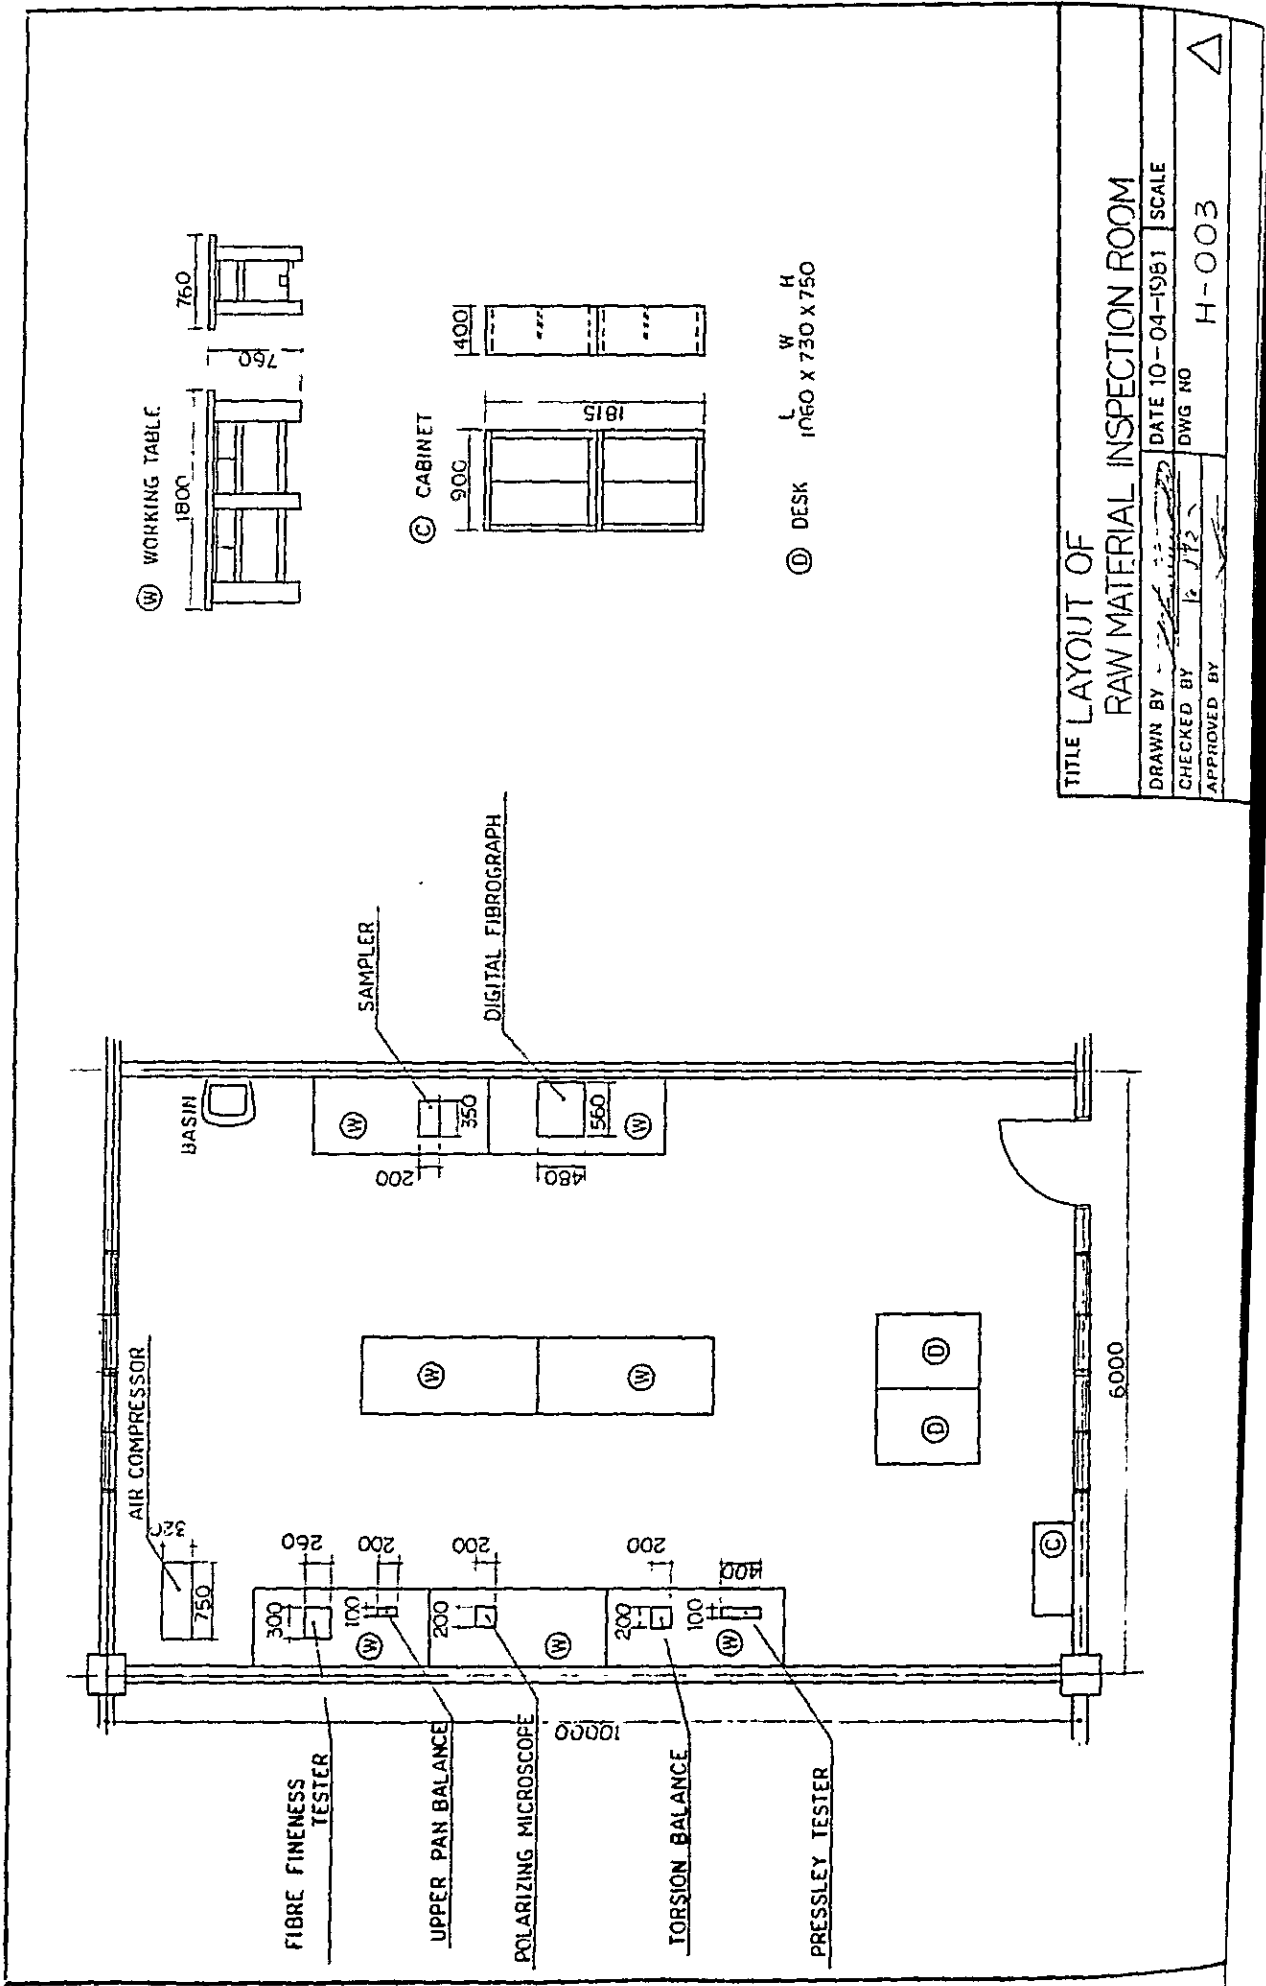 FIBRE FINENESS
TESTER
UPPER PAN BALANCE
POLARIZING MICROSCOPE
TORSION BALANCE
PRESSLEY TESTER
10000
AIR COMPRESSOR
320
750
300
260
100
200
200
200
200
200
100
400
W
W
W
W
W
D
D
C
6000
BASIN
W
200
350
480
560
W
SAMPLER
DIGITAL FIBROGRAPH
W WORKING TABLE
1800
760
760
C CABINET
900
1815
400
D DESK
L W H
1060 X 730 X 750
TITLE LAYOUT OF
RAW MATERIAL INSPECTION ROOM
DRAWN BY
DATE 10-04-1981
SCALE
CHECKED BY
DWG NO
H-003
APPROVED BY